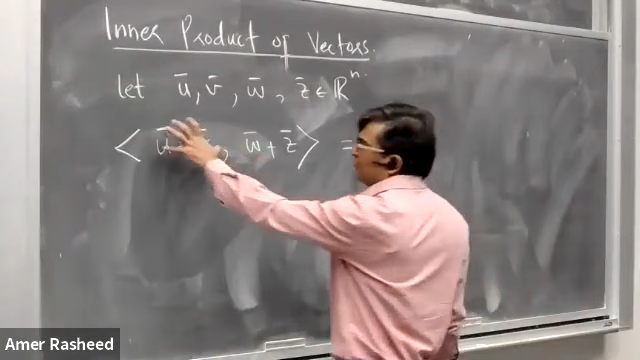 Inner Product of Vectors.
let ū, v̄, w̄, z̄ ∈ ℝⁿ.
< ū , w̄ + z̄ > =
Amer Rasheed